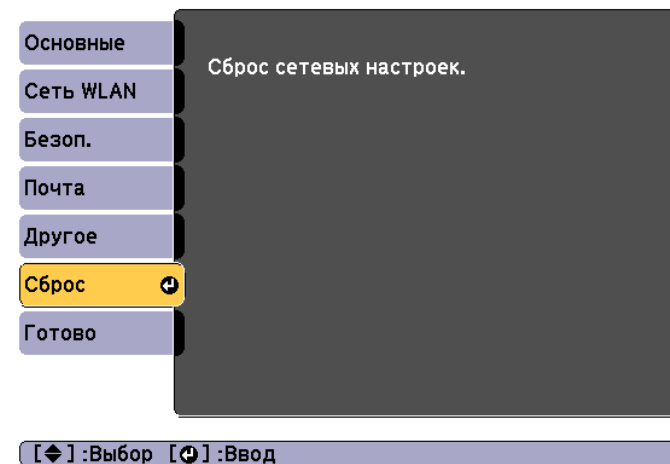 Основные
Сеть WLAN
Безоп.
Почта
Другое
Сброс
Готово
Сброс сетевых настроек.
[◆] :Выбор [↵] :Ввод